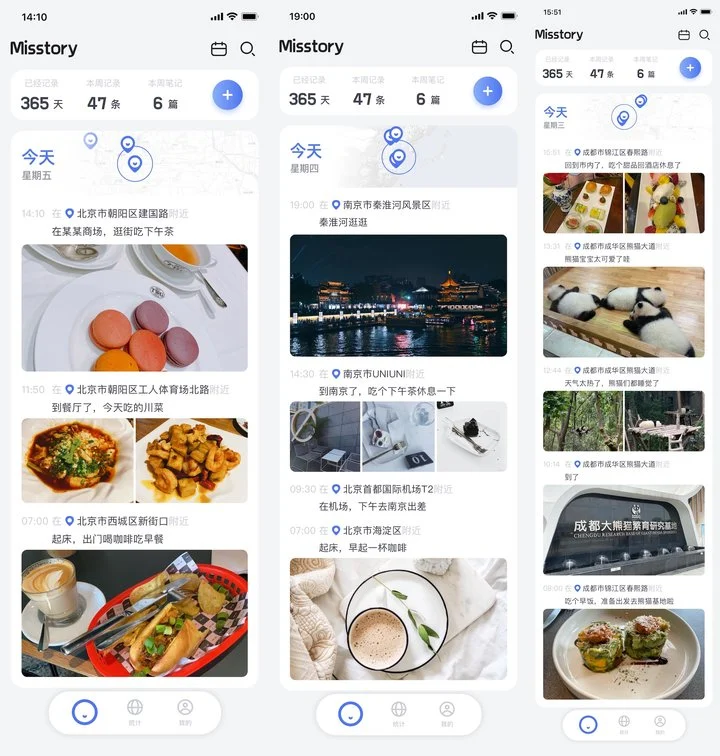 14:10
Misstory
已经记录
本周记录
本周笔记
365 天
47 条
6 篇
今天
星期五
14:10 在 北京市朝阳区建国路附近
在某某商场，逛街吃下午茶
11:50 在 北京市朝阳区工人体育场北路附近
到餐厅了，今天吃的川菜
07:00 在 北京市西城区新街口附近
起床，出门喝咖啡吃早餐
统计
我的
19:00
Misstory
已经记录
本周记录
本周笔记
365 天
47 条
6 篇
今天
星期四
19:00 在 南京市秦淮河风景区附近
秦淮河逛逛
14:30 在 南京市UNIUNI附近
到南京了，吃个下午茶休息一下
10
09:30 在 北京首都国际机场T2附近
在机场，下午去南京出差
07:00 在 北京市海淀区附近
起床，早起一杯咖啡
统计
我的
15:51
Misstory
已经记录
本周记录
本周笔记
365 天
47 条
6 篇
今天
星期三
15:51 在 成都市锦江区春熙路附近
回到市内了，吃个甜品回酒店休息了
13:31 在 成都市成华区熊猫大道附近
熊猫宝宝太可爱了哇
12:44 在 成都市成华区熊猫大道附近
天气太热了，熊猫们都睡觉了
10:14 在 成都市成华区熊猫大道附近
到了
成都大熊猫繁育研究基地
CHENGDU RESEARCH BASE OF GIANT PANDA BREEDING
09:00 在 成都市锦江区春熙路附近
吃个早饭，准备出发去熊猫基地啦
统计
我的